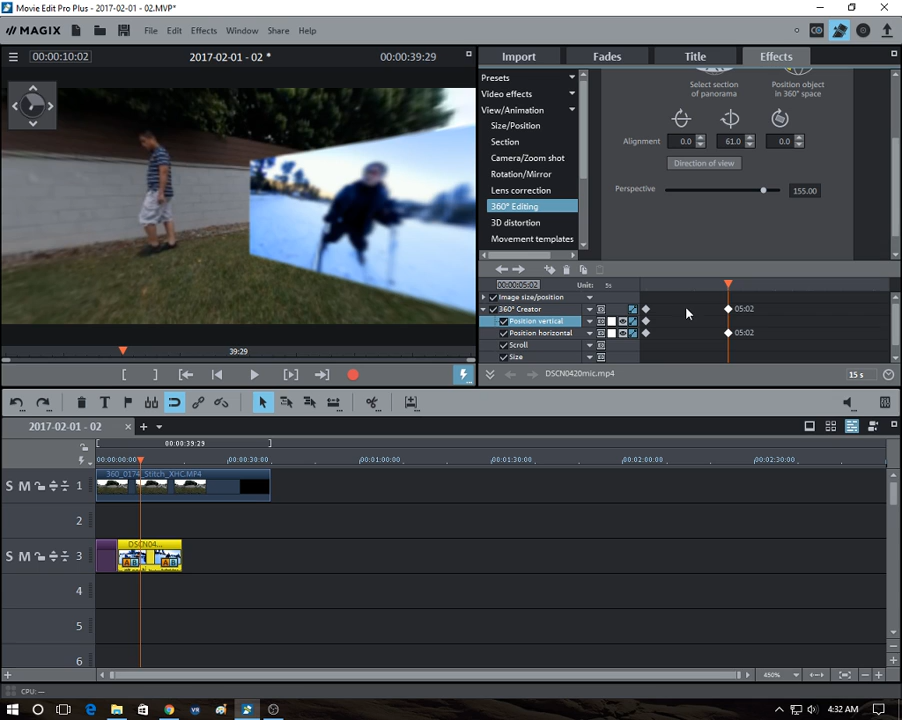 Movie Edit Pro Plus - 2017-02-01 - 02.MVP*
MAGIX File Edit Effects Window Share Help
00:00:10:02 2017-02-01 - 02 * 00:00:39:29
Import Fades Title Effects
Presets
Video effects
View/Animation
Size/Position
Section
Camera/Zoom shot
Rotation/Mirror
Lens correction
360° Editing
3D distortion
Movement templates
Select section
of panorama
Position object
in 360° space
Alignment 0.0 61.0 0.0
Direction of view
Perspective 155.00
00:00:05:02 Unit: 5s
Image size/position
360° Creator 05:02
Position vertical
Position horizontal 05:02
Scroll
Size
39:29
DSCN0420mic.mp4 15 s
2017-02-01 - 02
00:00:39:29
00:00:00:00 00:00:30:00 00:01:00:00 00:01:30:00 00:02:00:00 00:02:30:00
S M 1
360_0174_Stitch_XHC.MP4
2
S M 3
DSCN04...
A B A B
4
5
6
450%
CPU: —
4:32 AM